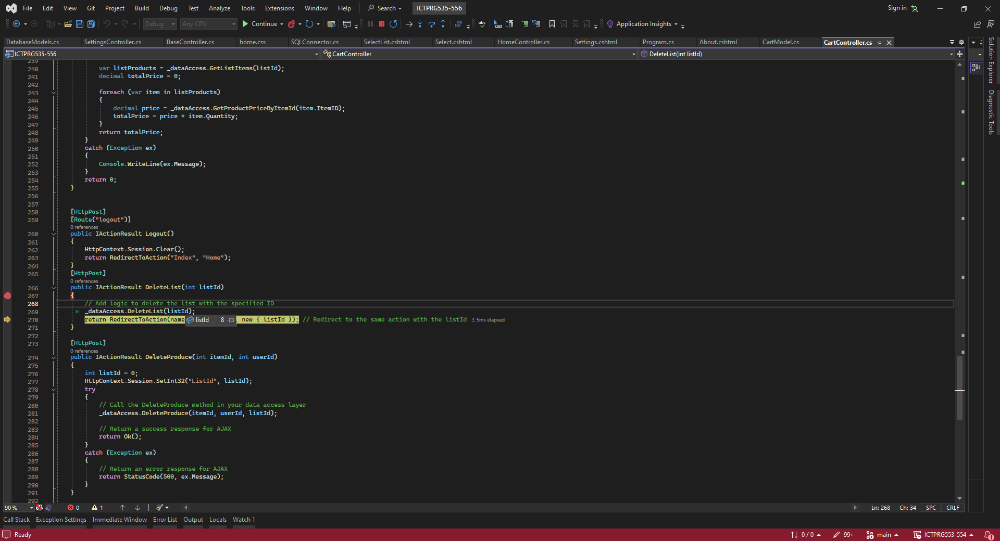 File Edit View Git Project Build Debug Test Analyze Tools Extensions Window Help Search ICTPRG535-556 Sign in
Debug Any CPU Continue Application Insights
DatabaseModels.cs SettingsController.cs BaseController.cs home.css SQLConnector.cs SelectList.cshtml Select.cshtml HomeController.cs Settings.cshtml Program.cs About.cshtml CartModel.cs CartController.cs
ICTPRG535-556 CartController DeleteList(int listId)
Solution Explorer
Diagnostic Tools
239
240 var listProducts = _dataAccess.GetListItems(listId);
241 decimal totalPrice = 0;
242
243 foreach (var item in listProducts)
244 {
245 decimal price = _dataAccess.GetProductPriceByItemId(item.ItemID);
246 totalPrice = price * item.Quantity;
247 }
248 return totalPrice;
249 }
250 catch (Exception ex)
251 {
252 Console.WriteLine(ex.Message);
253 }
254 return 0;
255 }
256
257
258 [HttpPost]
259 [Route("logout")]
0 references
260 public IActionResult Logout()
261 {
262 HttpContext.Session.Clear();
263 return RedirectToAction("Index", "Home");
264 }
265 [HttpPost]
0 references
266 public IActionResult DeleteList(int listId)
267 {
268 // Add logic to delete the list with the specified ID
269 _dataAccess.DeleteList(listId);
270 return RedirectToAction(name listId 8 new { listId }); // Redirect to the same action with the listId ≤ 5ms elapsed
271 }
272
273 [HttpPost]
0 references
274 public IActionResult DeleteProduce(int itemId, int userId)
275 {
276 int listId = 0;
277 HttpContext.Session.SetInt32("ListId", listId);
278 try
279 {
280 // Call the DeleteProduce method in your data access layer
281 _dataAccess.DeleteProduce(itemId, userId, listId);
282
283 // Return a success response for AJAX
284 return Ok();
285 }
286 catch (Exception ex)
287 {
288 // Return an error response for AJAX
289 return StatusCode(500, ex.Message);
290 }
291 }
292
90 % 0 1 Ln: 268 Ch: 34 SPC CRLF
Call Stack Exception Settings Immediate Window Error List Output Locals Watch 1
Ready 0 / 0 99+ main ICTPRG553-554 1